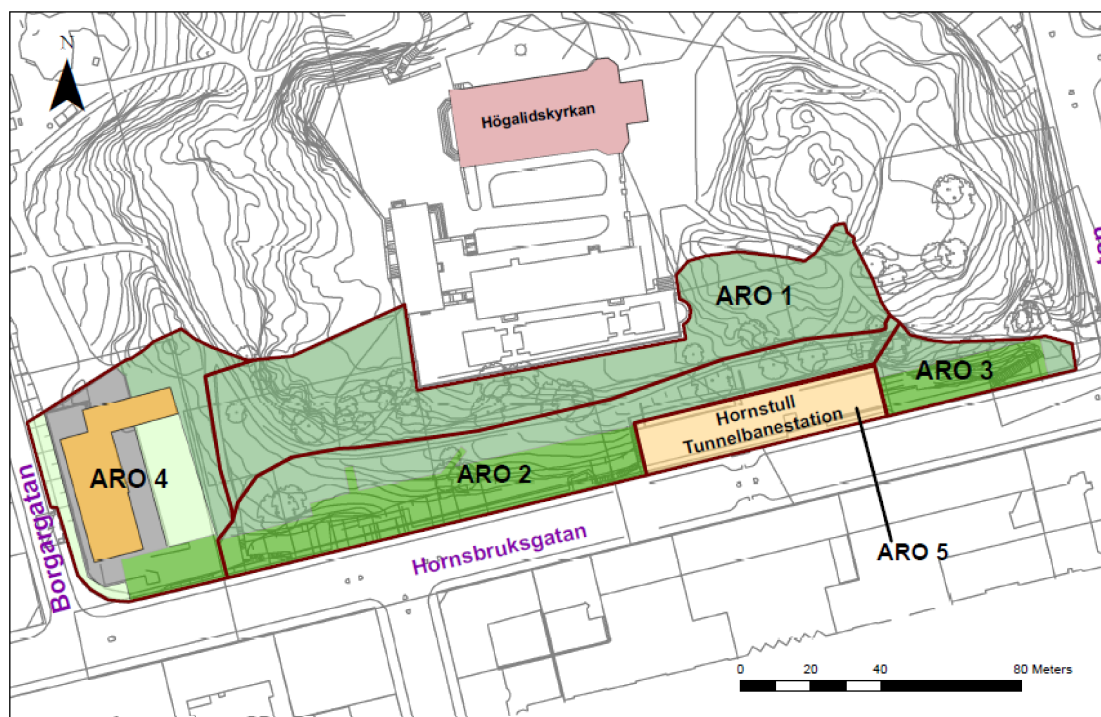 N
Högalidskyrkan
ARO 1
ARO 3
Hornstull
Tunnelbanestation
ARO 4
ARO 2
ARO 5
Borgargatan
Hornsbruksgatan
0 20 40 80 Meters